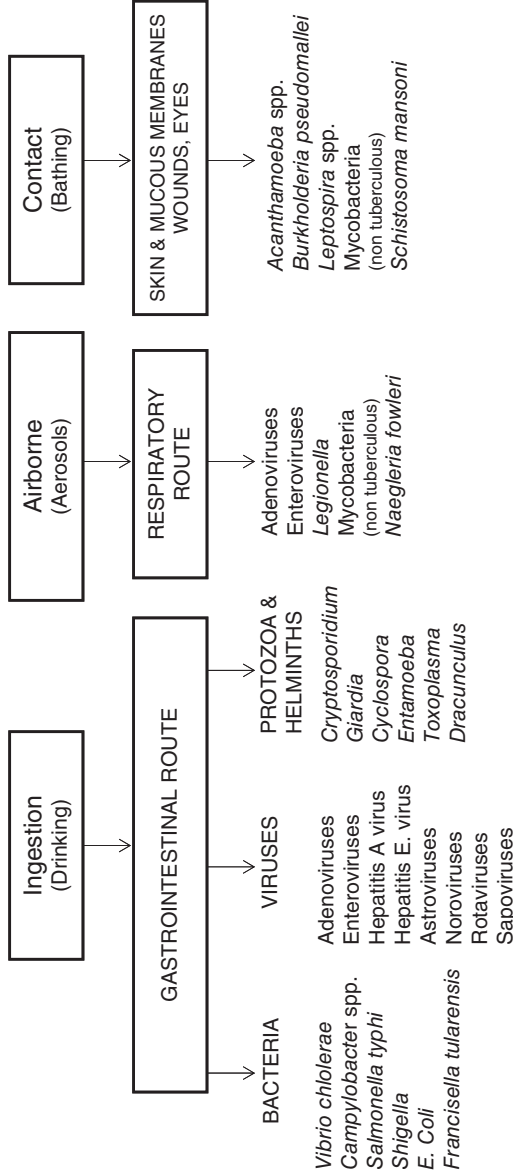 Ingestion
(Drinking)
Airborne
(Aerosols)
Contact
(Bathing)
GASTROINTESTINAL ROUTE
RESPIRATORY
ROUTE
SKIN & MUCOUS MEMBRANES
WOUNDS, EYES
BACTERIA
Vibrio chlolerae
Campylobacter spp.
Salmonella typhi
Shigella
E. Coli
Francisella tularensis
VIRUSES
Adenoviruses
Enteroviruses
Hepatitis A virus
Hepatitis E. virus
Astroviruses
Noroviruses
Rotaviruses
Sapoviruses
PROTOZOA &
HELMINTHS
Cryptosporidium
Giardia
Cyclospora
Entamoeba
Toxoplasma
Dracunculus
Adenoviruses
Enteroviruses
Legionella
Mycobacteria
(non tuberculous)
Naegleria fowleri
Acanthamoeba spp.
Burkholderia pseudomallei
Leptospira spp.
Mycobacteria
(non tuberculous)
Schistosoma mansoni